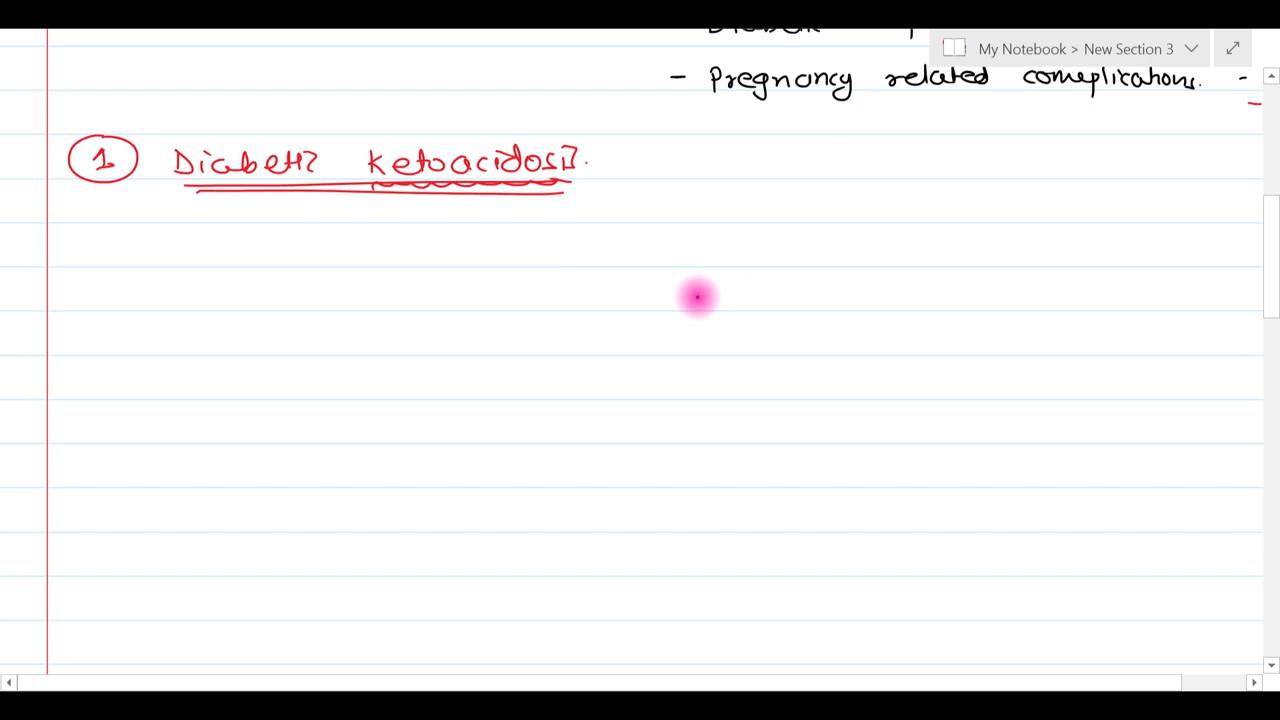 My Notebook > New Section 3
- Pregnancy related complications. -
1 Diabetic Ketoacidosis.